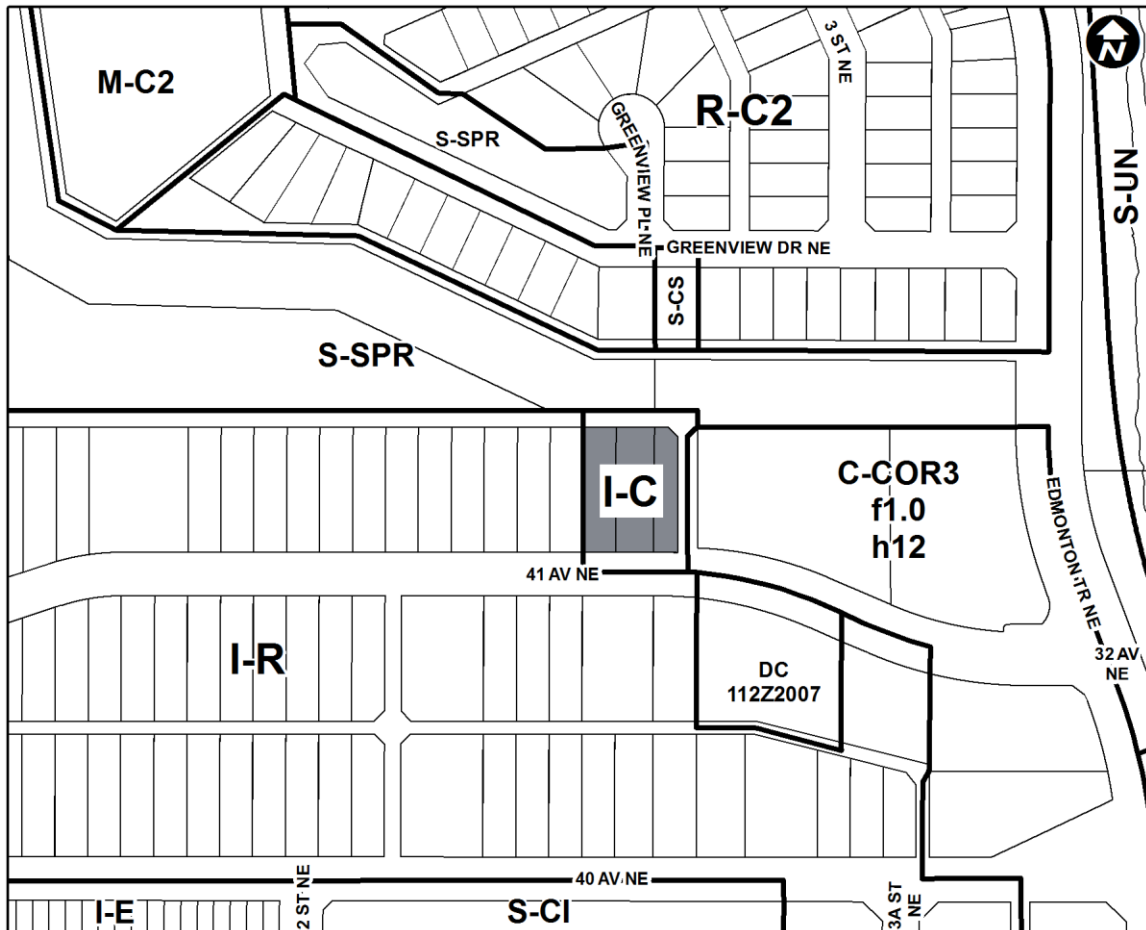 M-C2
3 ST NE
N
R-C2
GREENVIEW PL NE
S-SPR
S-UN
GREENVIEW DR NE
S-CS
S-SPR
C-COR3
f1.0
h12
I-C
EDMONTON TR NE
41 AV NE
I-R
32 AV
NE
DC
112Z2007
2 ST NE
40 AV NE
3A ST
NE
I-E
S-CI